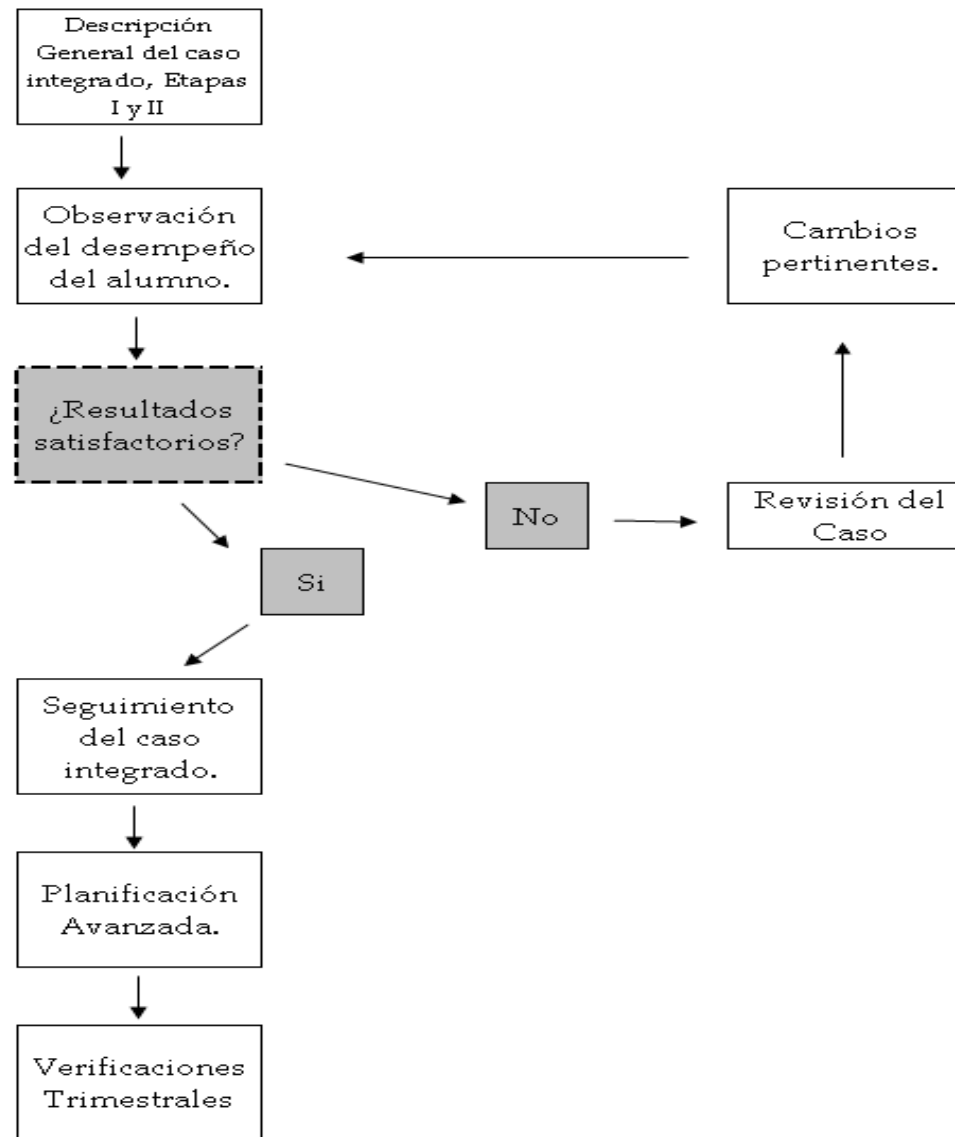 Descripción
General del caso
integrado, Etapas
I y II
Observación
del desempeño
del alumno.
Cambios
pertinentes.
¿Resultados
satisfactorios?
No
Revisión del
Caso
Si
Seguimiento
del caso
integrado.
Planificación
Avanzada.
Verificaciones
Trimestrales